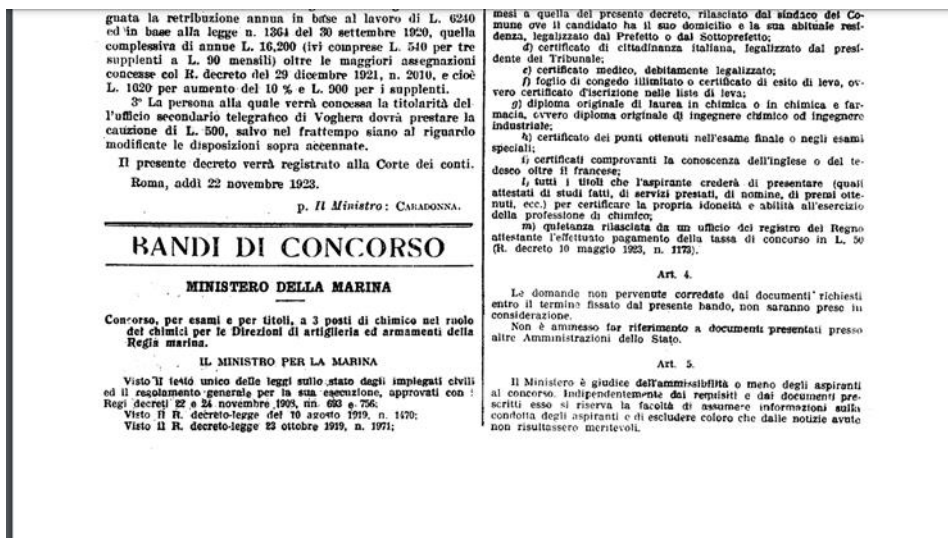 guata la retribuzione annua in base al lavoro di L. 6240
ed in base alla legge n. 1364 del 30 settembre 1920, quella
complessiva di annue L. 16,200 (ivi comprese L. 540 per tre
supplenti a L. 90 mensili) oltre le maggiori assegnazioni
concesse col R. decreto del 29 dicembre 1921, n. 2010, e cioè
L. 1020 per aumento del 10 % e L. 900 per i supplenti.
3° La persona alla quale verrà concessa la titolarità del
l'ufficio secondario telegrafico di Voghera dovrà prestare la
cauzione di L. 500, salvo nel frattempo siano al riguardo
modificate le disposizioni sopra accennate.
Il presente decreto verrà registrato alla Corte dei conti.
Roma, addì 22 novembre 1923.
p. Il Ministro: CARADONNA.
BANDI DI CONCORSO
MINISTERO DELLA MARINA
Concorso, per esami e per titoli, a 3 posti di chimico nel ruolo
dei chimici per le Direzioni di artiglieria ed armamenti della
Regia marina.
IL MINISTRO PER LA MARINA
Visto il testo unico delle leggi sullo stato degli impiegati civili
ed il regolamento generale per la sua esecuzione, approvati con i
Regi decreti 22 e 24 novembre 1908, nn. 693 e 756;
Visto il R. decreto-legge del 10 agosto 1919, n. 1470;
Visto il R. decreto-legge 23 ottobre 1919, n. 1971;
mesi a quella del presente decreto, rilasciato dal sindaco del Co-
mune ove il candidato ha il suo domicilio e la sua abituale resi-
denza, legalizzato dal Prefetto o dal Sottoprefetto;
d) certificato di cittadinanza italiana, legalizzato dal presi-
dente del Tribunale;
e) certificato medico, debitamente legalizzato;
f) foglio di congedo illimitato o certificato di esito di leva, ov-
vero certificato d'iscrizione nelle liste di leva;
g) diploma originale di laurea in chimica o in chimica e far-
macia, ovvero diploma originale di ingegnere chimico od ingegnere
industriale;
h) certificato dei punti ottenuti nell'esame finale o negli esami
speciali;
i) certificati comprovanti la conoscenza dell'inglese o del te-
desco oltre il francese;
l) tutti i titoli che l'aspirante crederà di presentare (quali
attestati di studi fatti, di servizi prestati, di nomine, di premi otte-
nuti, ecc.) per certificare la propria idoneità e abilità all'esercizio
della professione di chimico;
m) quietanza rilasciata da un ufficio del registro del Regno
attestante l'effettuato pagamento della tassa di concorso in L. 50
(R. decreto 10 maggio 1923, n. 1173).
Art. 4.
Le domande non pervenute corredate dai documenti richiesti
entro il termine fissato dal presente bando, non saranno prese in
considerazione.
Non è ammesso far riferimento a documenti presentati presso
altre Amministrazioni dello Stato.
Art. 5.
Il Ministero è giudice dell'ammissibilità o meno degli aspiranti
al concorso. Indipendentemente dai requisiti e dai documenti pre-
scritti esso si riserva la facoltà di assumere informazioni sulla
condotta degli aspiranti e di escludere coloro che dalle notizie avute
non risultassero meritevoli.